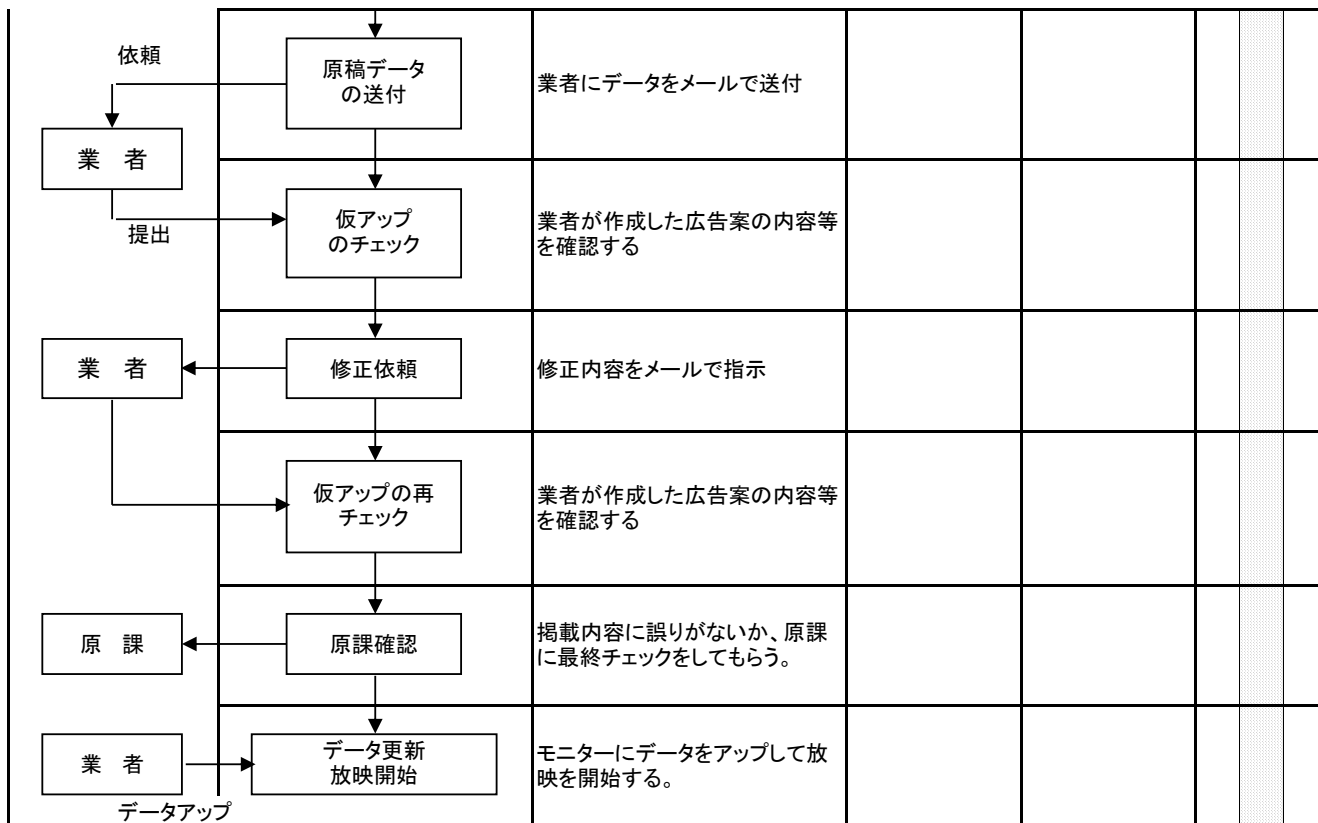 依頼
原稿データ
の送付
業者にデータをメールで送付
業　者
提出
仮アップ
のチェック
業者が作成した広告案の内容等
を確認する
業　者
修正依頼
修正内容をメールで指示
仮アップの再
チェック
業者が作成した広告案の内容等
を確認する
原　課
原課確認
掲載内容に誤りがないか、原課
に最終チェックをしてもらう。
業　者
データ更新
放映開始
モニターにデータをアップして放
映を開始する。
データアップ